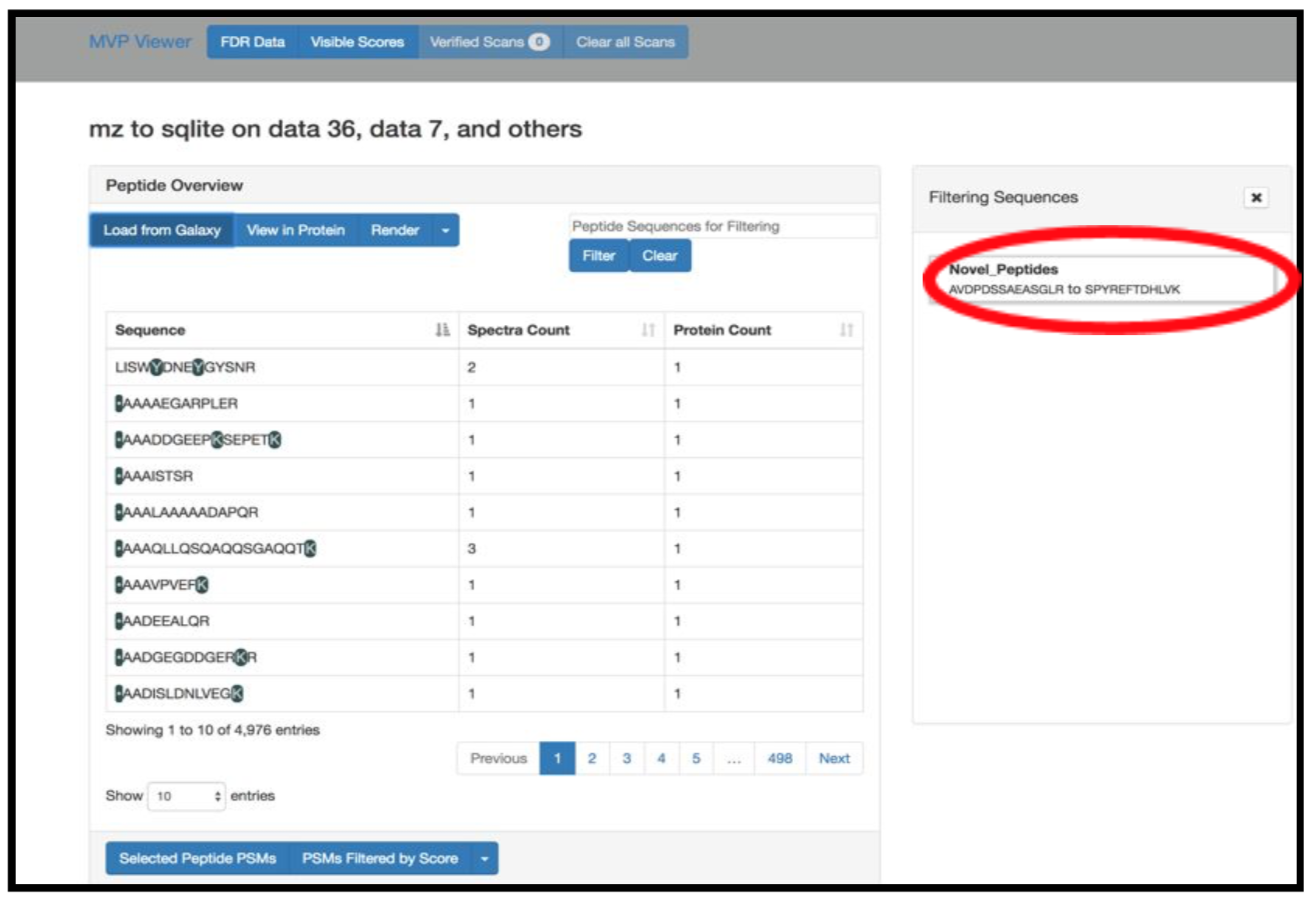 MVP Viewer FDR Data Visible Scores Verified Scans 0 Clear all Scans
mz to sqlite on data 36, data 7, and others
Peptide Overview
Load from Galaxy View in Protein Render
Peptide Sequences for Filtering
Filter Clear
Sequence Spectra Count Protein Count
LISWYDNEYGYSNR 2 1
AAAAEGARPLER 1 1
AAADDGEEPKSEPETK 1 1
AAAISTSR 1 1
AAALAAAAADAPQR 1 1
AAAQLLQSQAQQSGAQQTK 3 1
AAAVPVEFK 1 1
AADEEALQR 1 1
AADGEGDDGERKR 1 1
AADISLDNLVEGK 1 1
Showing 1 to 10 of 4,976 entries
Previous 1 2 3 4 5 ... 498 Next
Show 10 entries
Selected Peptide PSMs PSMs Filtered by Score
Filtering Sequences
Novel_Peptides
AVDPDSSAEASGLR to SPYREFTDHLVK